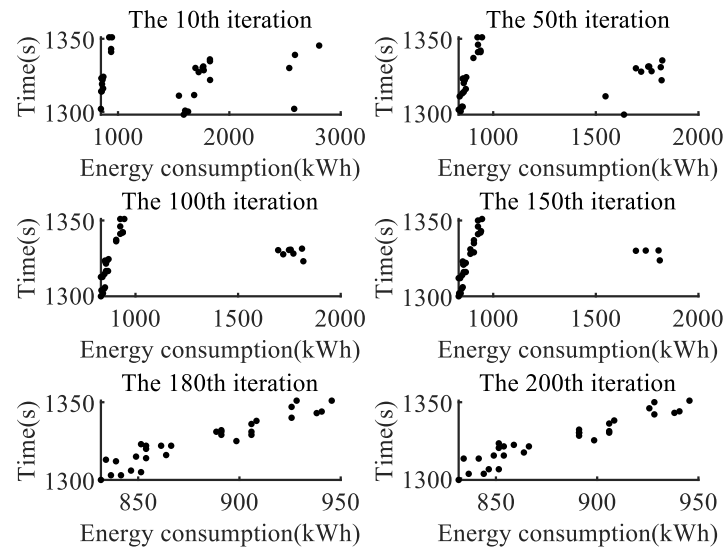 The 10th iteration
1350
1300
Time(s)
1000 2000 3000
Energy consumption(kWh)
The 50th iteration
1350
1300
Time(s)
1000 1500 2000
Energy consumption(kWh)
The 100th iteration
1350
1300
Time(s)
1000 1500 2000
Energy consumption(kWh)
The 150th iteration
1350
1300
Time(s)
1000 1500 2000
Energy consumption(kWh)
The 180th iteration
1350
1300
Time(s)
850 900 950
Energy consumption(kWh)
The 200th iteration
1350
1300
Time(s)
850 900 950
Energy consumption(kWh)